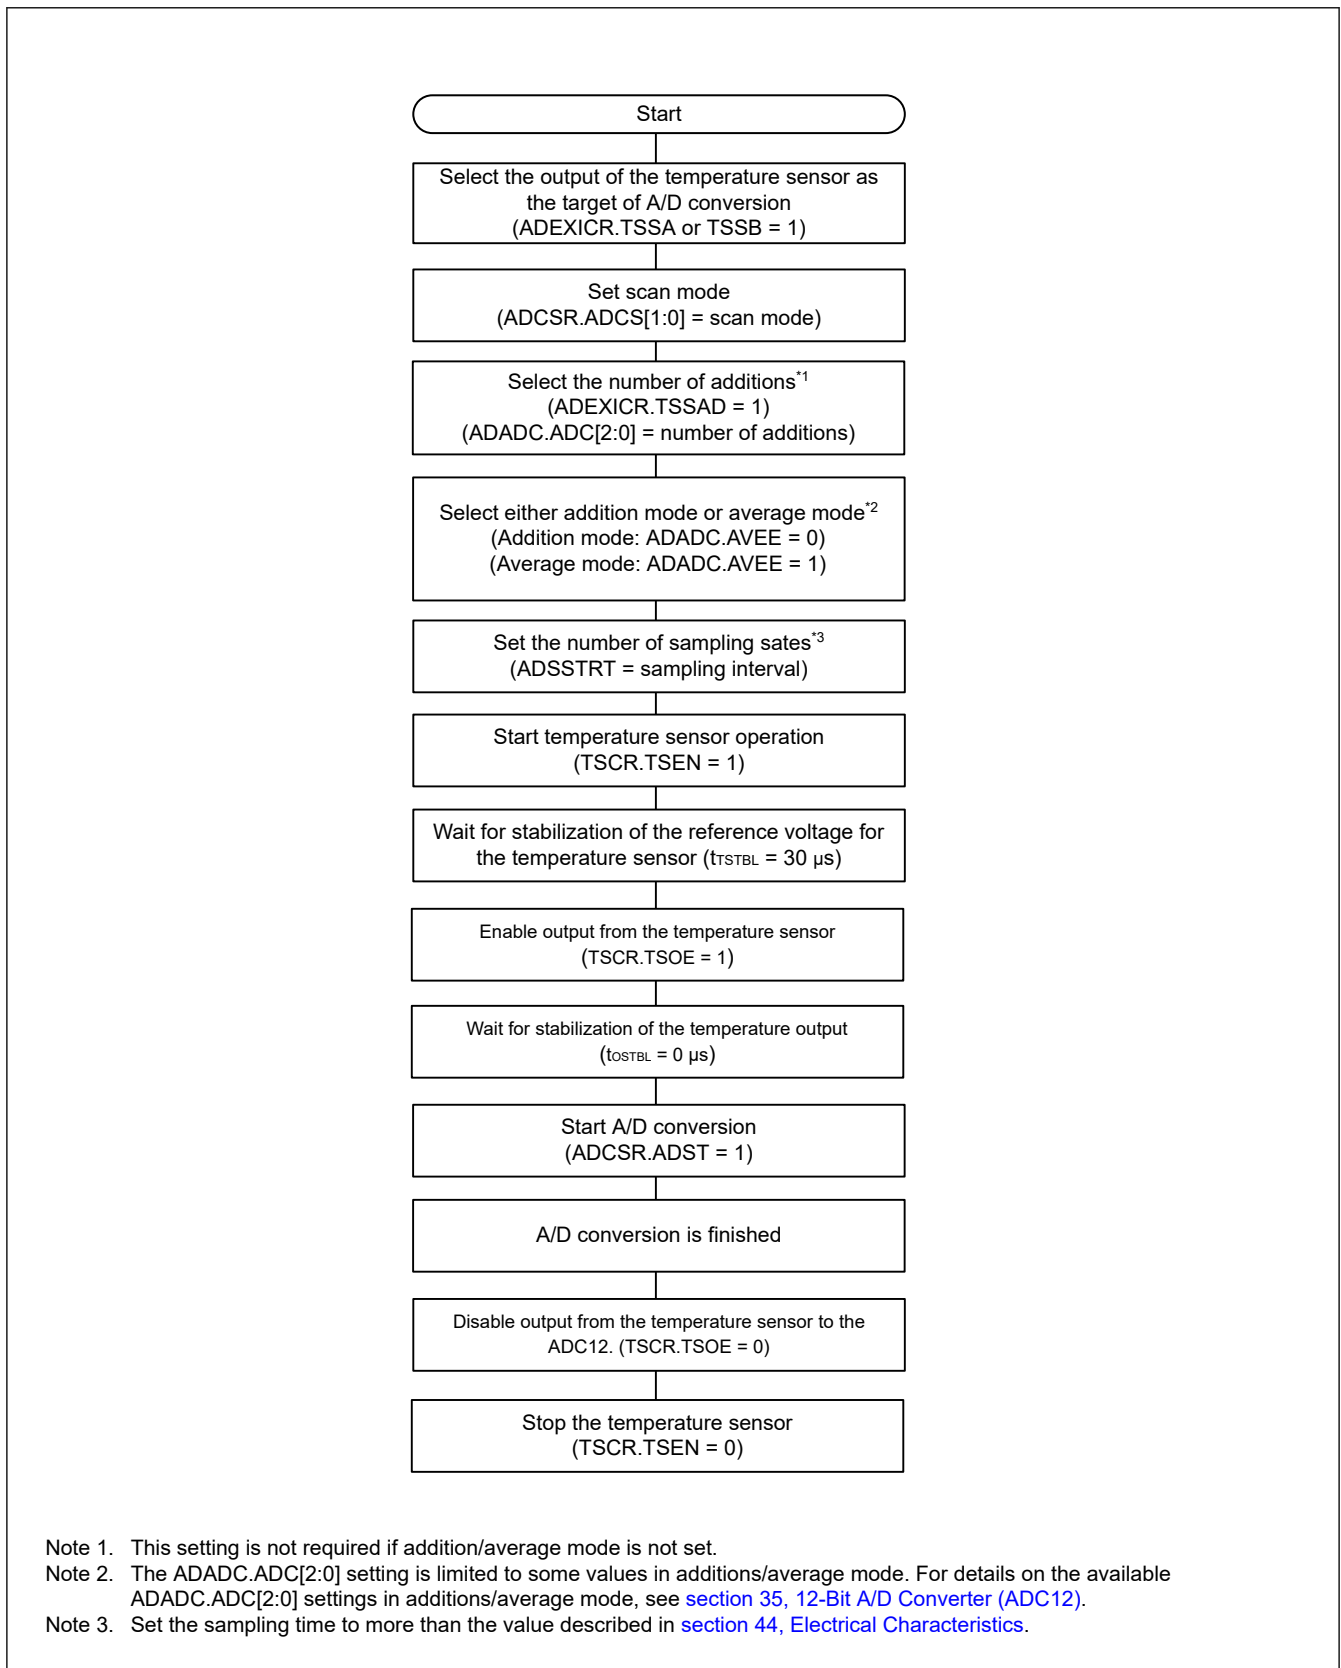 Start
Select the output of the temperature sensor as
the target of A/D conversion
(ADEXICR.TSSA or TSSB = 1)
Set scan mode
(ADCSR.ADCS[1:0] = scan mode)
Select the number of additions*1
(ADEXICR.TSSAD = 1)
(ADADC.ADC[2:0] = number of additions)
Select either addition mode or average mode*2
(Addition mode: ADADC.AVEE = 0)
(Average mode: ADADC.AVEE = 1)
Set the number of sampling sates*3
(ADSSTRT = sampling interval)
Start temperature sensor operation
(TSCR.TSEN = 1)
Wait for stabilization of the reference voltage for
the temperature sensor (tTSTBL = 30 µs)
Enable output from the temperature sensor
(TSCR.TSOE = 1)
Wait for stabilization of the temperature output
(tOSTBL = 0 µs)
Start A/D conversion
(ADCSR.ADST = 1)
A/D conversion is finished
Disable output from the temperature sensor to the
ADC12. (TSCR.TSOE = 0)
Stop the temperature sensor
(TSCR.TSEN = 0)
Note 1. This setting is not required if addition/average mode is not set.
Note 2. The ADADC.ADC[2:0] setting is limited to some values in additions/average mode. For details on the available
ADADC.ADC[2:0] settings in additions/average mode, see section 35, 12-Bit A/D Converter (ADC12).
Note 3. Set the sampling time to more than the value described in section 44, Electrical Characteristics.